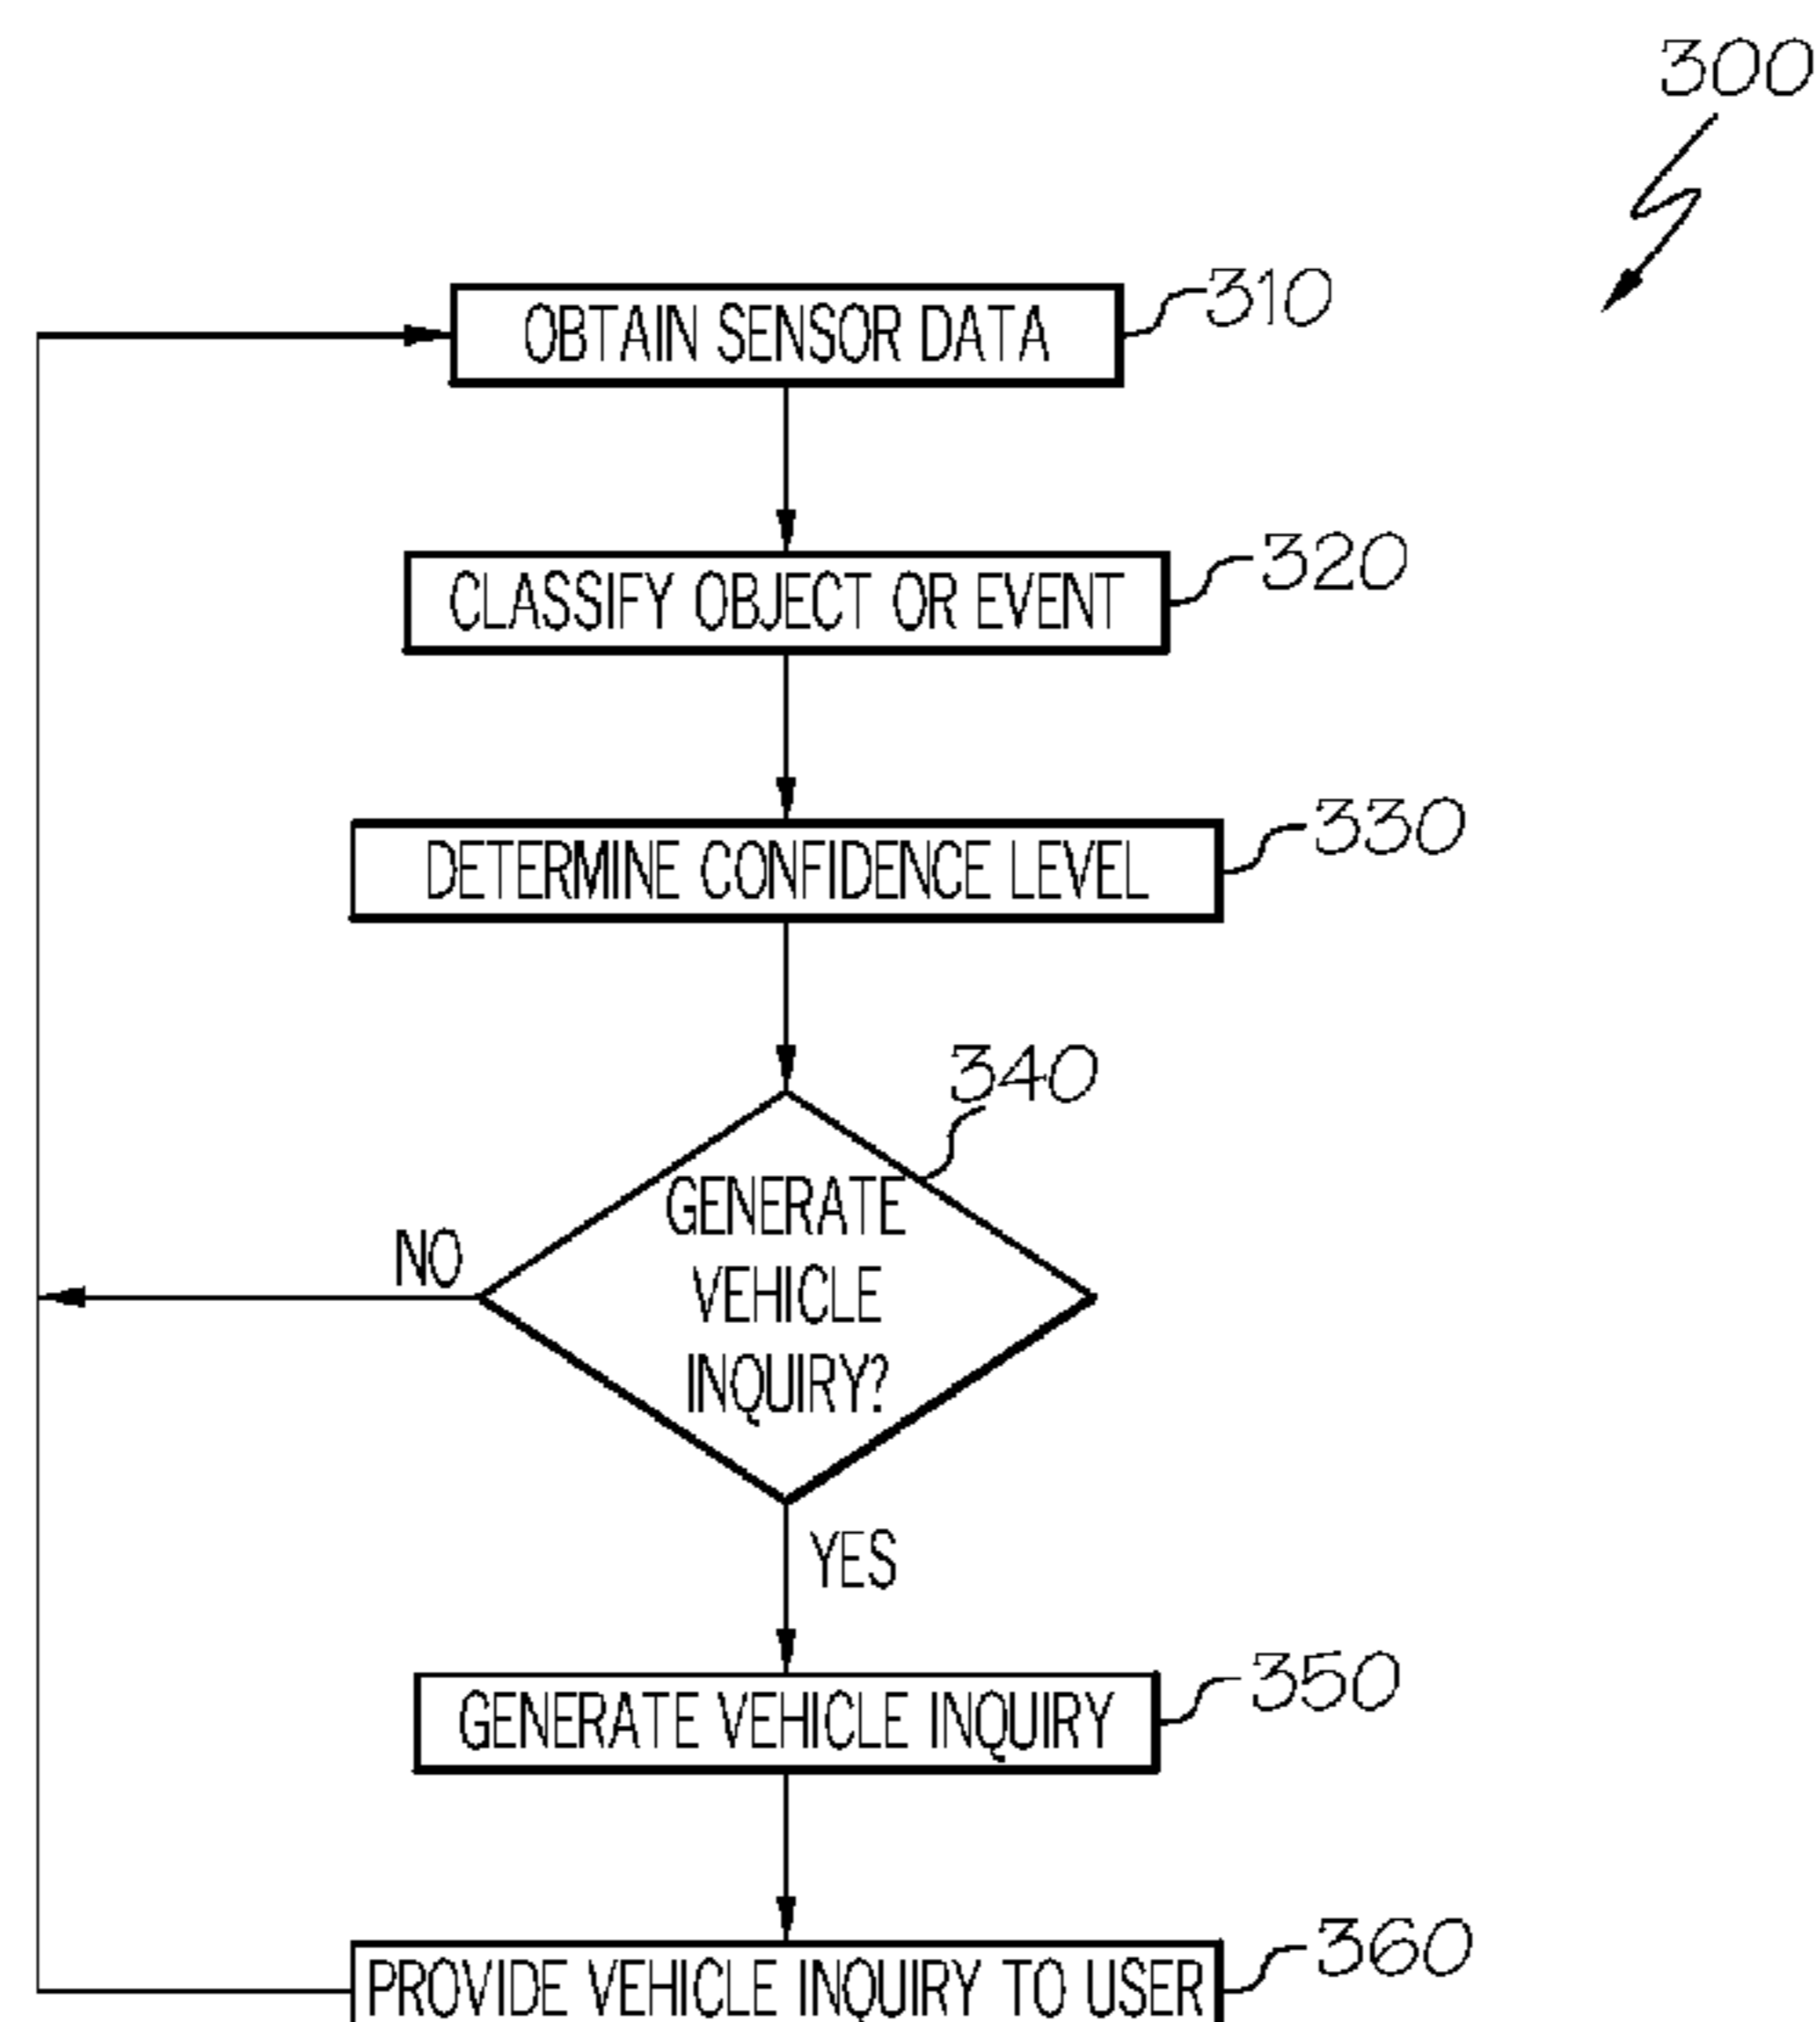 300
OBTAIN SENSOR DATA
310
CLASSIFY OBJECT OR EVENT
320
DETERMINE CONFIDENCE LEVEL
330
340
GENERATE
VEHICLE
INQUIRY?
NO
YES
GENERATE VEHICLE INQUIRY
350
PROVIDE VEHICLE INQUIRY TO USER
360